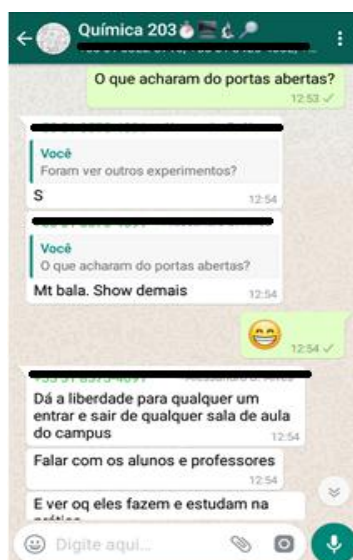 Química 203
O que acharam do portas abertas?
12:53
Você
Foram ver outros experimentos?
S
12:54
Você
O que acharam do portas abertas?
Mt bala. Show demais
12:54
12:54
Dá a liberdade para qualquer um
entrar e sair de qualquer sala de aula
do campus
12:54
Falar com os alunos e professores
12:54
E ver oq eles fazem e estudam na
Digite aqui...